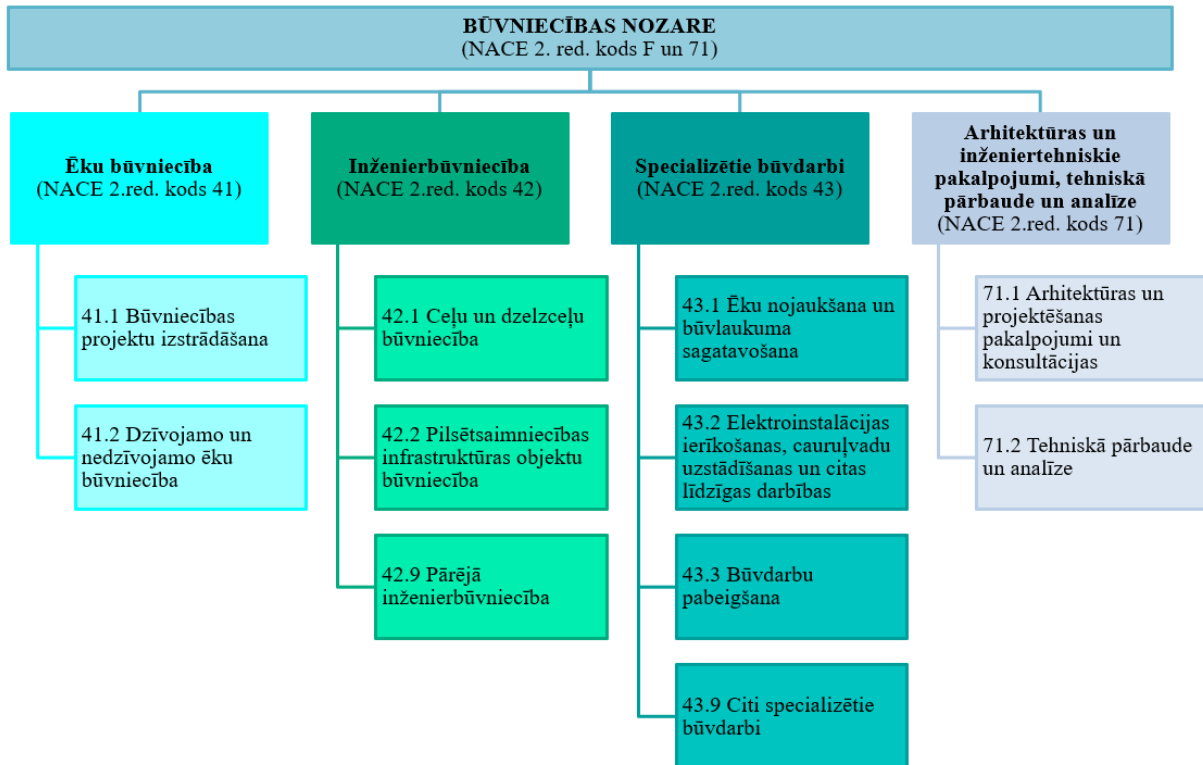 BŪVNIECĪBAS NOZARE
(NACE 2. red. kods F un 71)
Ēku būvniecība
(NACE 2.red. kods 41)
41.1 Būvniecības
projektu izstrādāšana
41.2 Dzīvojamo un
nedzīvojamo ēku
būvniecība
Inženierbūvniecība
(NACE 2.red. kods 42)
42.1 Ceļu un dzelzceļu
būvniecība
42.2 Pilsētsaimniecības
infrastruktūras objektu
būvniecība
42.9 Pārējā
inženierbūvniecība
Specializētie būvdarbi
(NACE 2.red. kods 43)
43.1 Ēku nojaukšana un
būvlaukuma
sagatavošana
43.2 Elektroinstalācijas
ierīkošanas, cauruļvadu
uzstādīšanas un citas
līdzīgas darbības
43.3 Būvdarbu
pabeigšana
43.9 Citi specializētie
būvdarbi
Arhitektūras un
inženiertehniskie
pakalpojumi, tehniskā
pārbaude un analīze
(NACE 2.red. kods 71)
71.1 Arhitektūras un
projektēšanas
pakalpojumi un
konsultācijas
71.2 Tehniskā pārbaude
un analīze